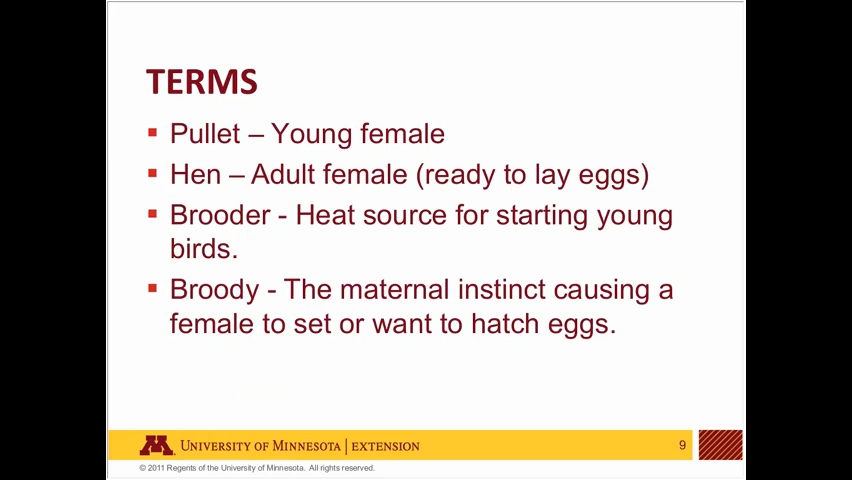 TERMS
▪ Pullet – Young female
▪ Hen – Adult female (ready to lay eggs)
▪ Brooder - Heat source for starting young
birds.
▪ Broody - The maternal instinct causing a
female to set or want to hatch eggs.
M UNIVERSITY OF MINNESOTA | EXTENSION 9
© 2011 Regents of the University of Minnesota. All rights reserved.